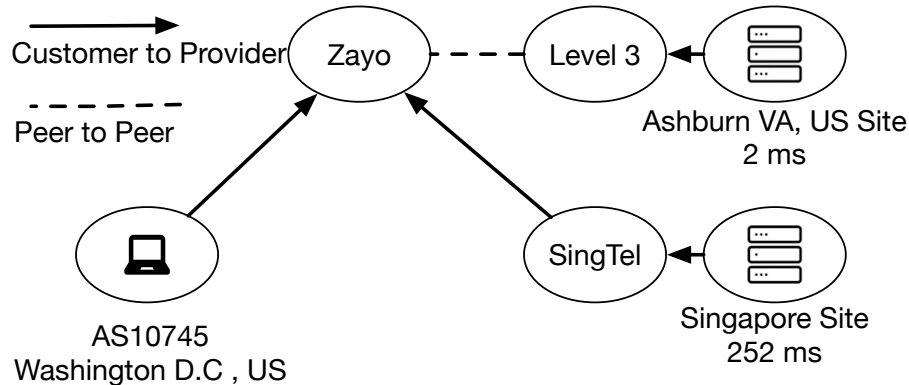 Customer to Provider
Peer to Peer
Zayo
Level 3
Ashburn VA, US Site
2 ms
SingTel
AS10745
Washington D.C , US
Singapore Site
252 ms